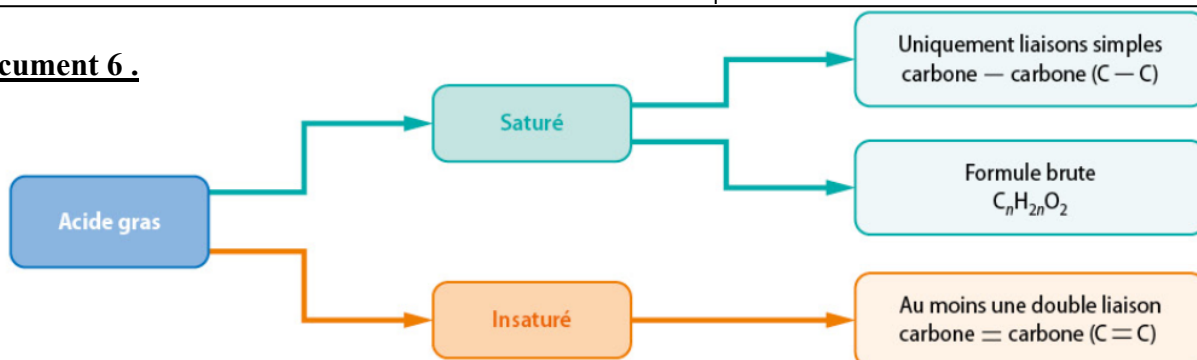 cument 6 .
Uniquement liaisons simples
carbone — carbone (C — C)
Saturé
Formule brute
CₙH₂ₙO₂
Acide gras
Insaturé
Au moins une double liaison
carbone = carbone (C = C)